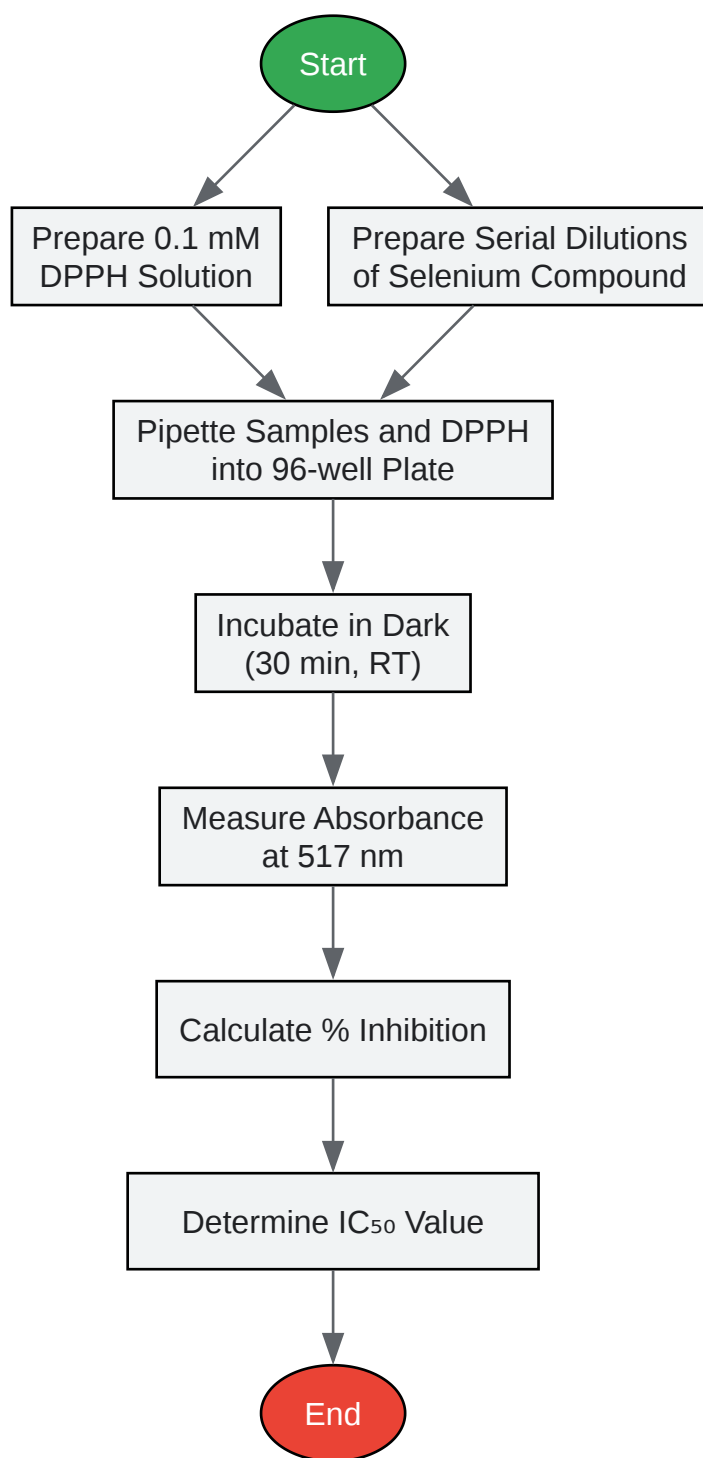 Start
Prepare 0.1 mM
DPPH Solution
Prepare Serial Dilutions
of Selenium Compound
Pipette Samples and DPPH
into 96-well Plate
Incubate in Dark
(30 min, RT)
Measure Absorbance
at 517 nm
Calculate % Inhibition
Determine IC₅₀ Value
End